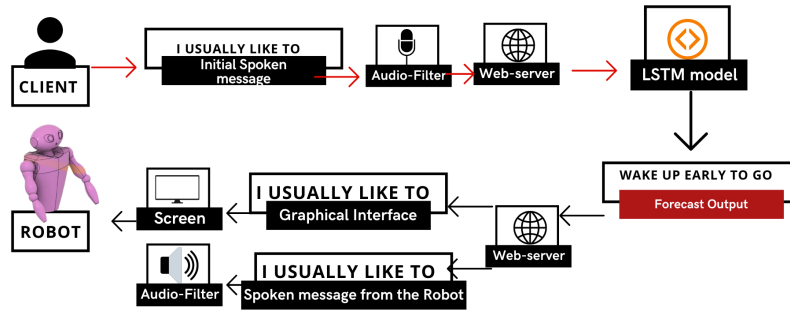 CLIENT
I USUALLY LIKE TO
Initial Spoken
message
Audio-Filter
Web-server
LSTM model
WAKE UP EARLY TO GO
Forecast Output
Web-server
I USUALLY LIKE TO
Graphical Interface
Screen
ROBOT
I USUALLY LIKE TO
Spoken message from the Robot
Audio-Filter